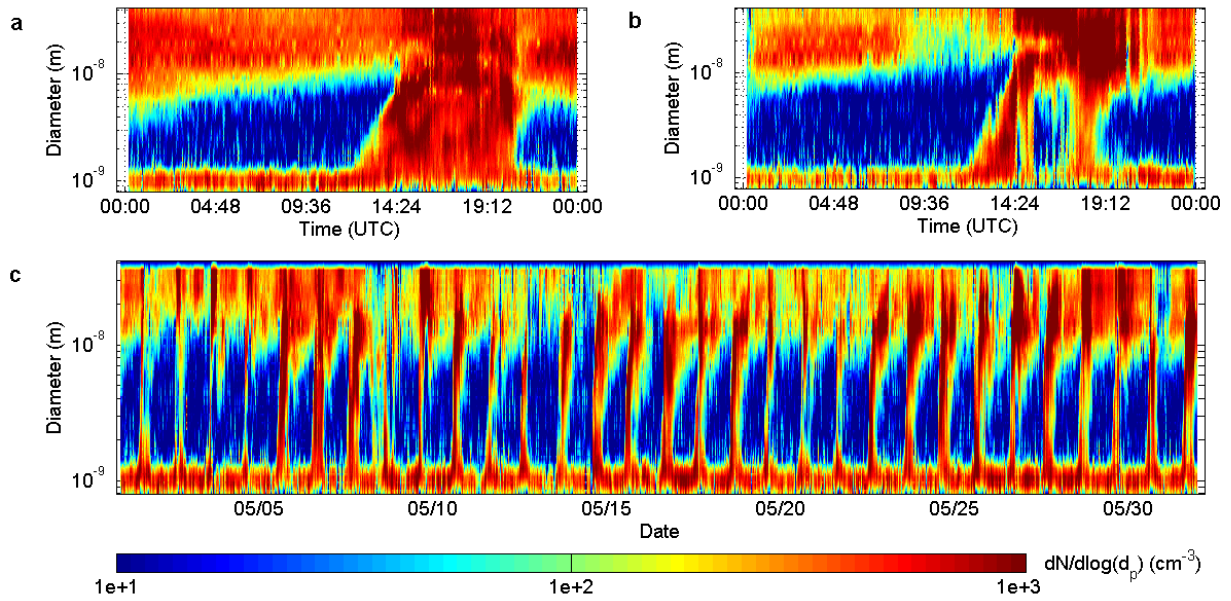 a
Diameter (m)
10^-8
10^-9
00:00 04:48 09:36 14:24 19:12 00:00
Time (UTC)
b
Diameter (m)
10^-8
10^-9
00:00 04:48 09:36 14:24 19:12 00:00
Time (UTC)
c
Diameter (m)
10^-8
10^-9
05/05 05/10 05/15 05/20 05/25 05/30
Date
dN/dlog(d_p) (cm^-3)
1e+1 1e+2 1e+3